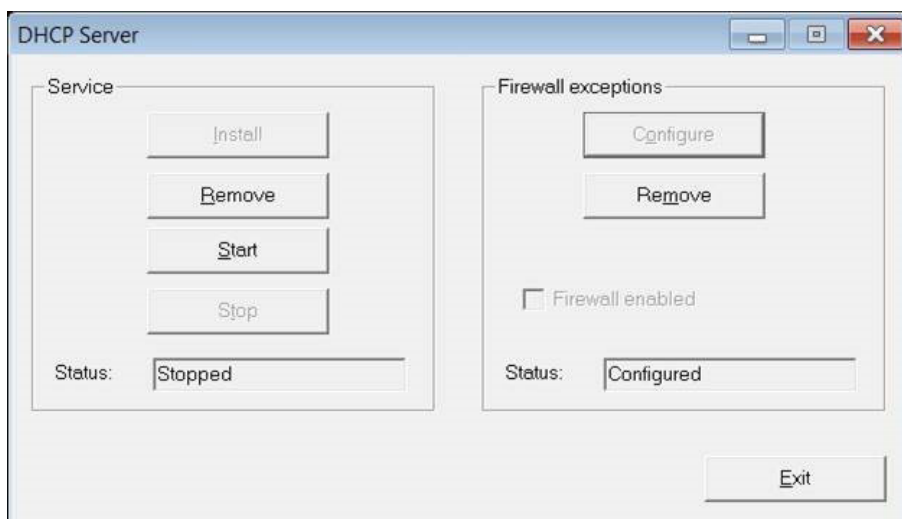 DHCP Server
Service
Install
Remove
Start
Stop
Status: Stopped
Firewall exceptions
Configure
Remove
Firewall enabled
Status: Configured
Exit